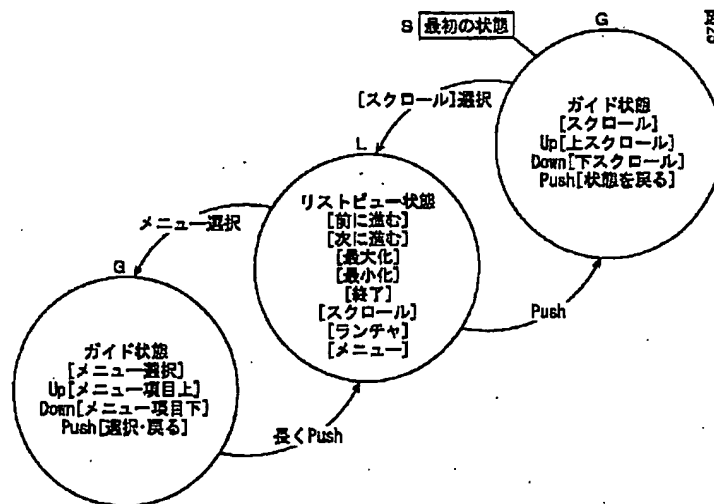 S 最初の状態
G
図29
ガイド状態
[スクロール]
Up[上スクロール]
Down[下スクロール]
Push[状態を戻る]
[スクロール]選択
L
リストビュー状態
[前に進む]
[次に進む]
[最大化]
[最小化]
[終了]
[スクロール]
[ランチャ]
[メニュー]
Push
メニュー選択
G
ガイド状態
[メニュー選択]
Up[メニュー項目上]
Down[メニュー項目下]
Push[選択・戻る]
長くPush